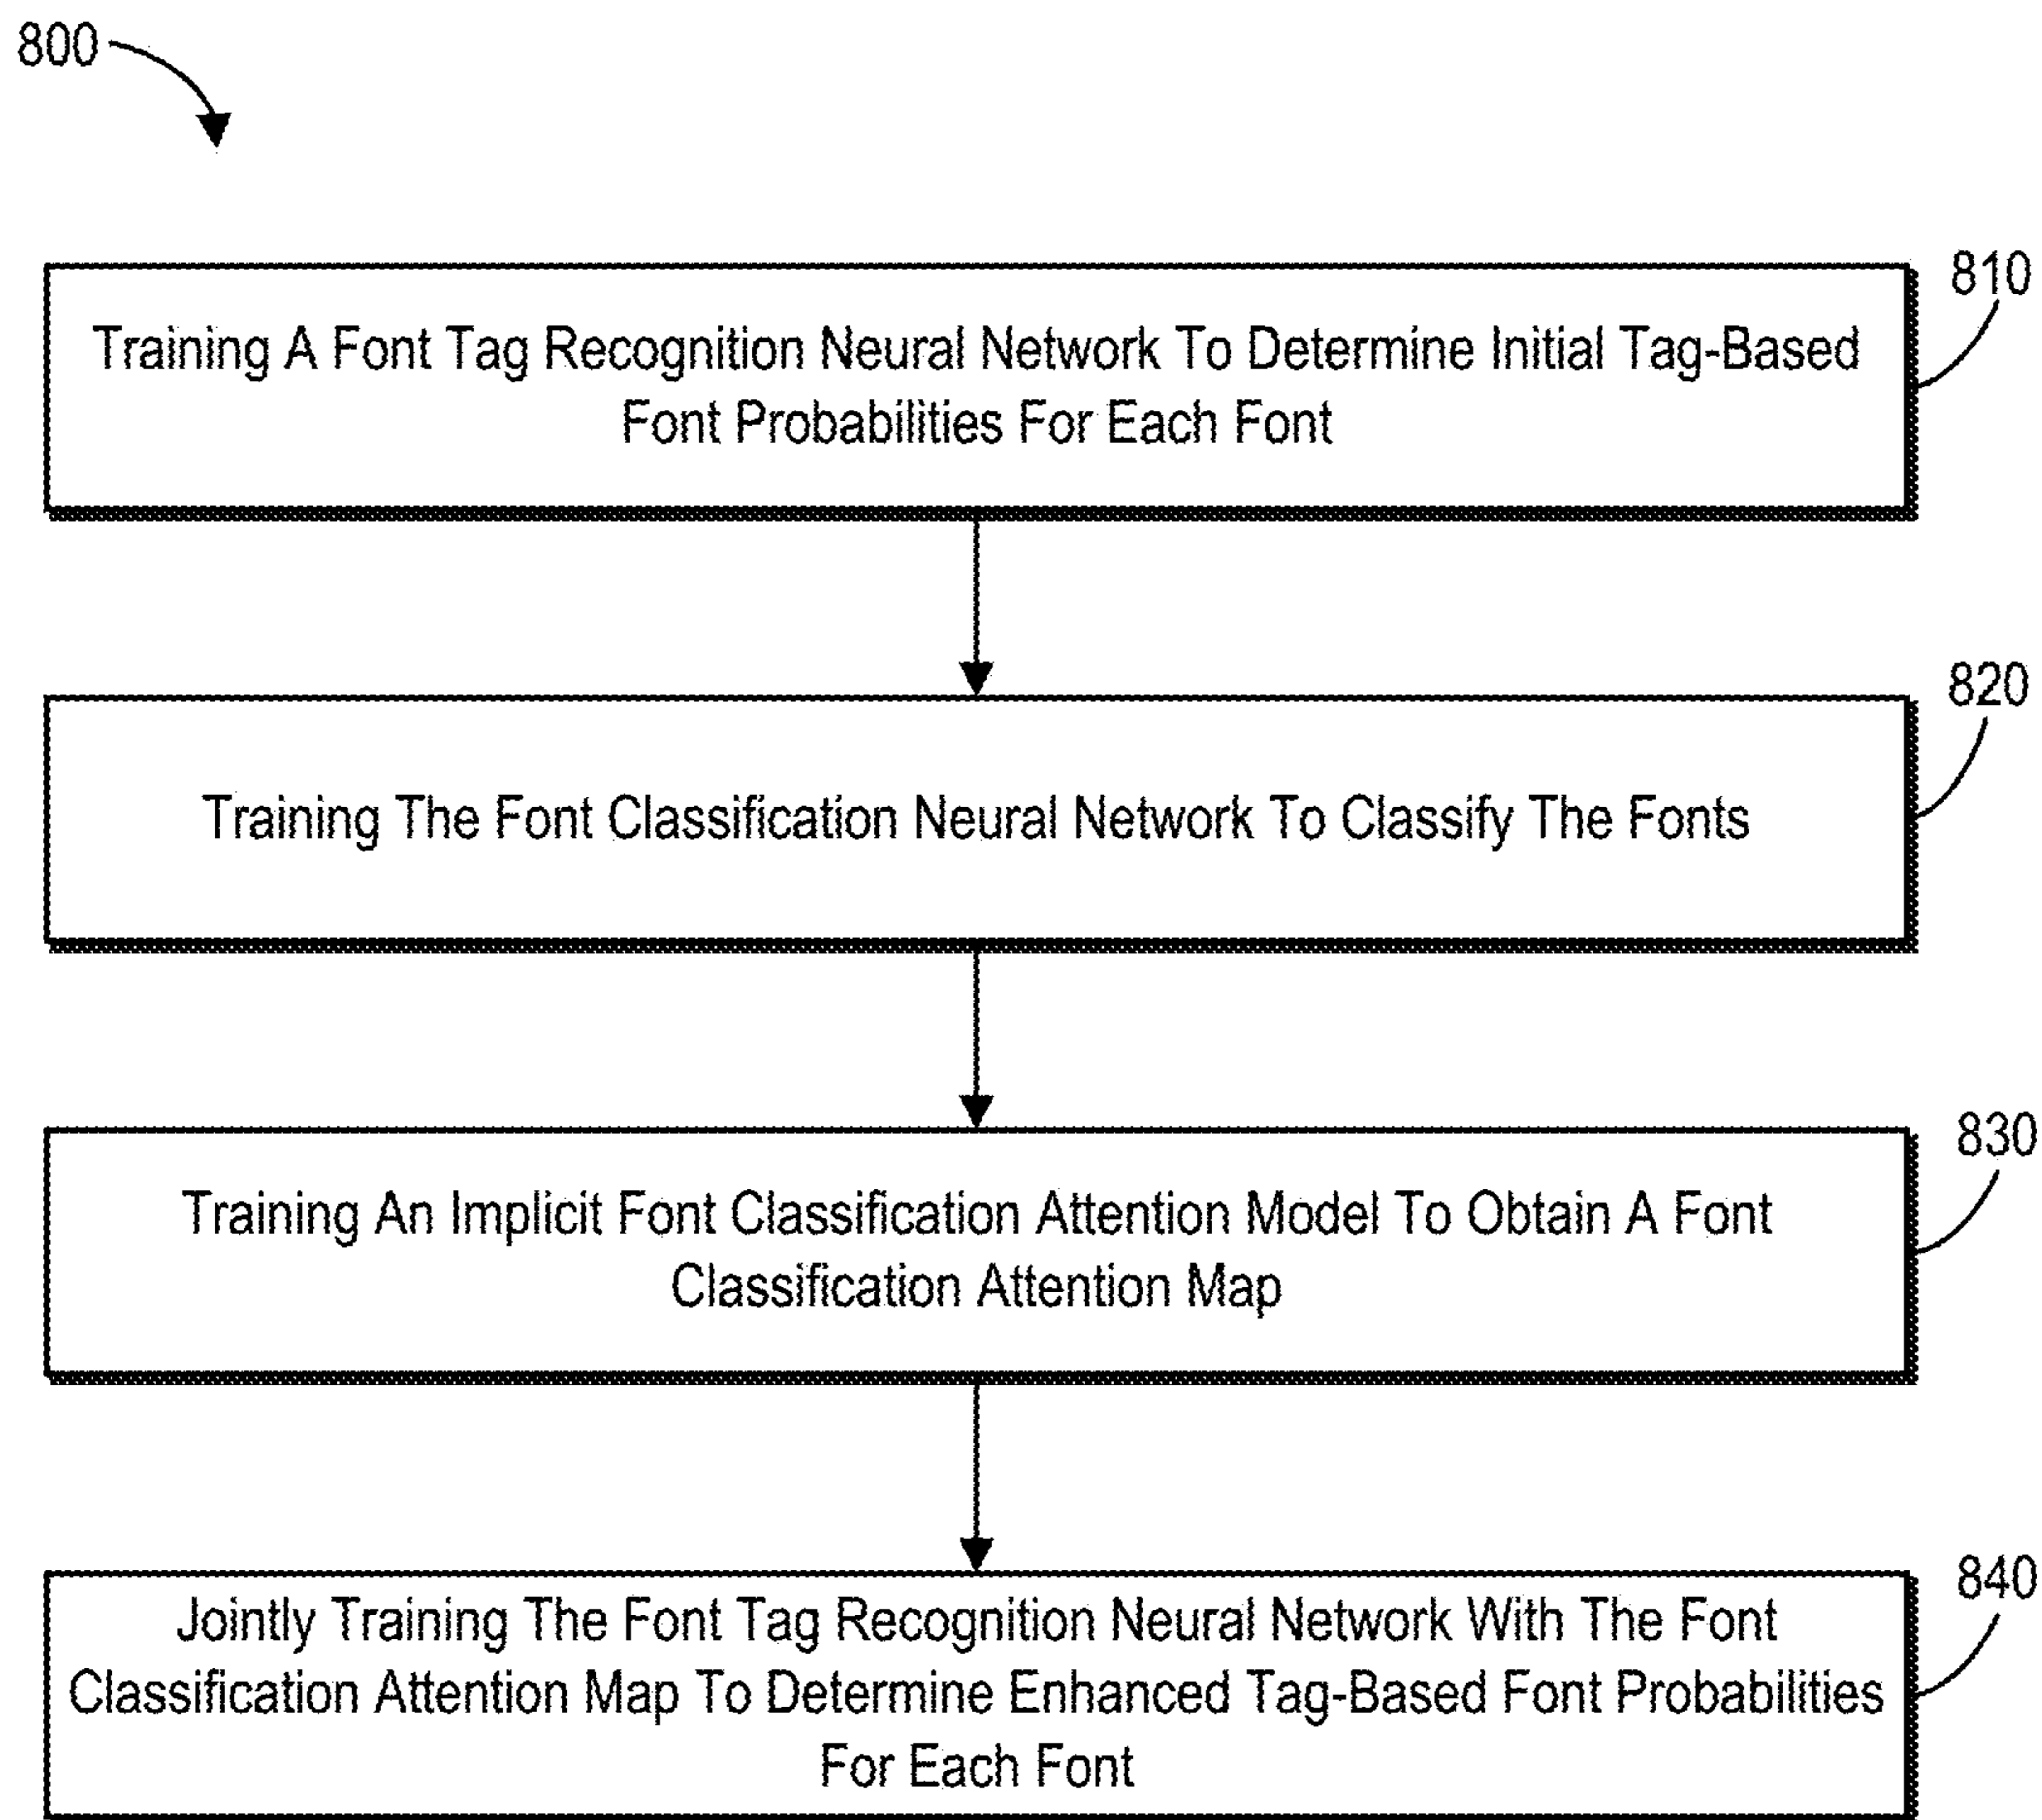 800
810
Training A Font Tag Recognition Neural Network To Determine Initial Tag-Based
Font Probabilities For Each Font
820
Training The Font Classification Neural Network To Classify The Fonts
830
Training An Implicit Font Classification Attention Model To Obtain A Font
Classification Attention Map
840
Jointly Training The Font Tag Recognition Neural Network With The Font
Classification Attention Map To Determine Enhanced Tag-Based Font Probabilities
For Each Font